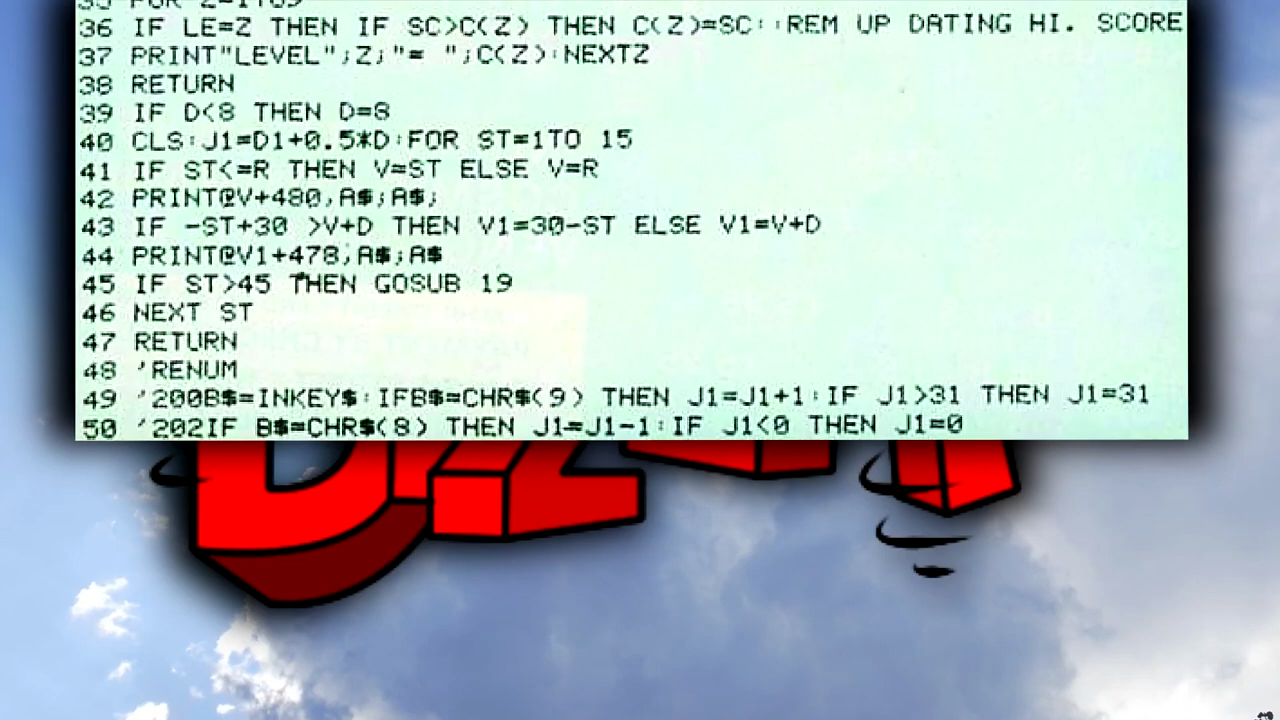 35 FOR Z=1TO9
36 IF LE=Z THEN IF SC>C(Z) THEN C(Z)=SC::REM UP DATING HI. SCORE
37 PRINT"LEVEL";Z;"= ";C(Z):NEXTZ
38 RETURN
39 IF D<8 THEN D=8
40 CLS:J1=D1+0.5*D:FOR ST=1TO 15
41 IF ST<=R THEN V=ST ELSE V=R
42 PRINT@V+480,A$;A$;
43 IF -ST+30 >V+D THEN V1=30-ST ELSE V1=V+D
44 PRINT@V1+478,A$;A$
45 IF ST>45 THEN GOSUB 19
46 NEXT ST
47 RETURN
48 'RENUM
49 '200B$=INKEY$:IFB$=CHR$(9) THEN J1=J1+1:IF J1>31 THEN J1=31
50 '202IF B$=CHR$(8) THEN J1=J1-1:IF J1<0 THEN J1=0